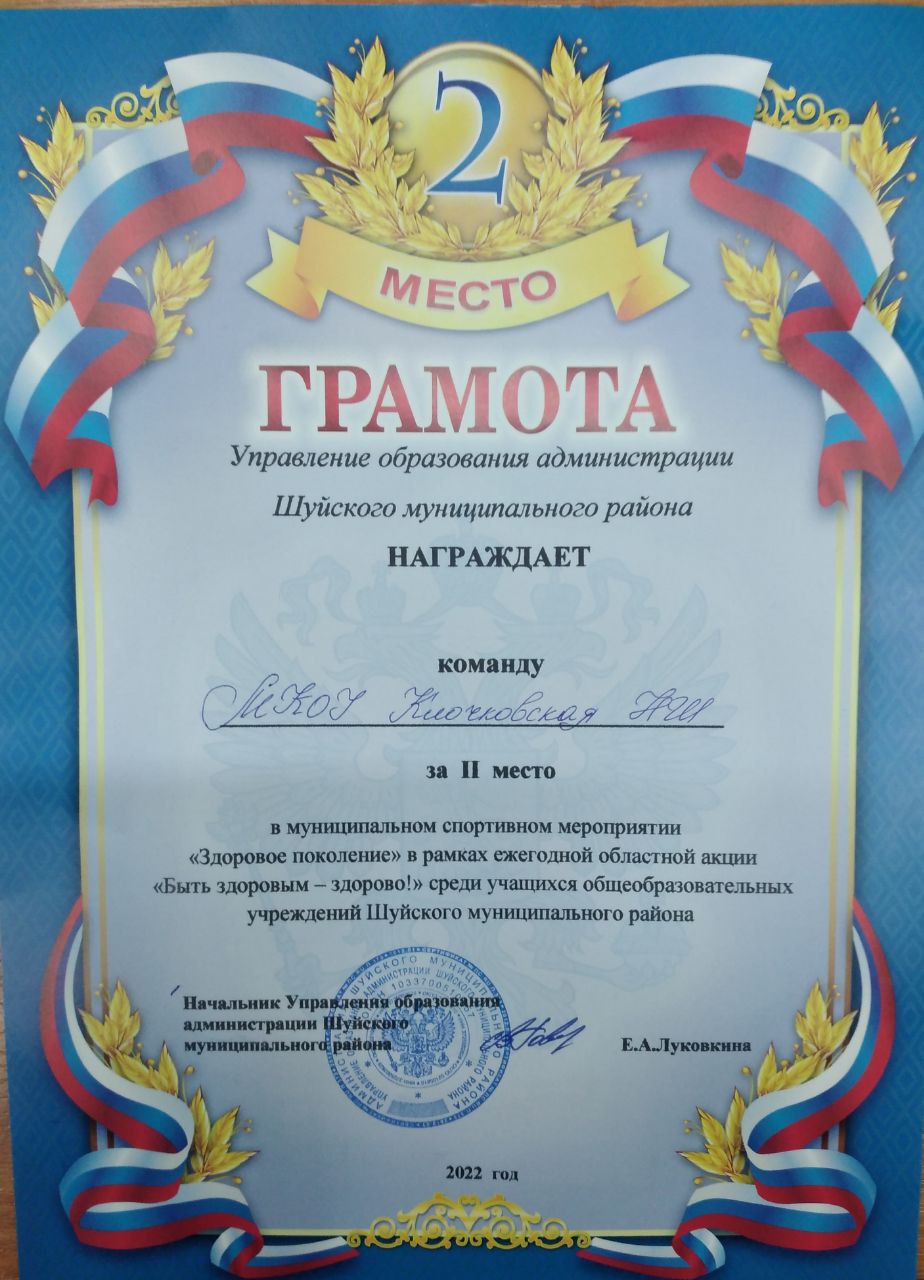 2
МЕСТО
ГРАМОТА
Управление образования администрации
Шуйского муниципального района
НАГРАЖДАЕТ
команду
МКОУ Клочковская НШ
за II место
в муниципальном спортивном мероприятии
«Здоровое поколение» в рамках ежегодной областной акции
«Быть здоровым – здорово!» среди учащихся общеобразовательных
учреждений Шуйского муниципального района
Начальник Управления образования
администрации Шуйского
муниципального района
Е.А.Луковкина
2022 год